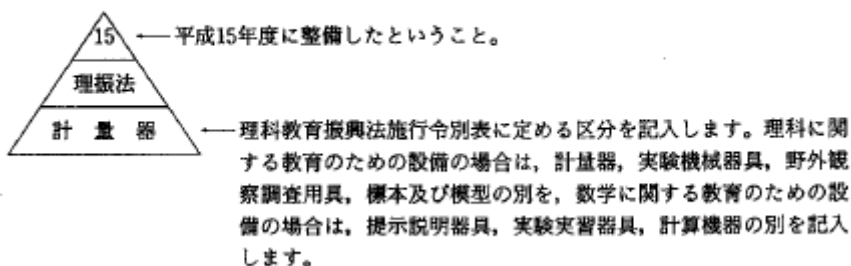 15 ← 平成15年度に整備したということ。
理振法
計量器 ← 理科教育振興法施行令別表に定める区分を記入します。理科に関
する教育のための設備の場合は，計量器，実験機械器具，野外観
察調査用具，標本及び模型の別を，数学に関する教育のための設
備の場合は，提示説明器具，実験実習器具，計算機器の別を記入
します。